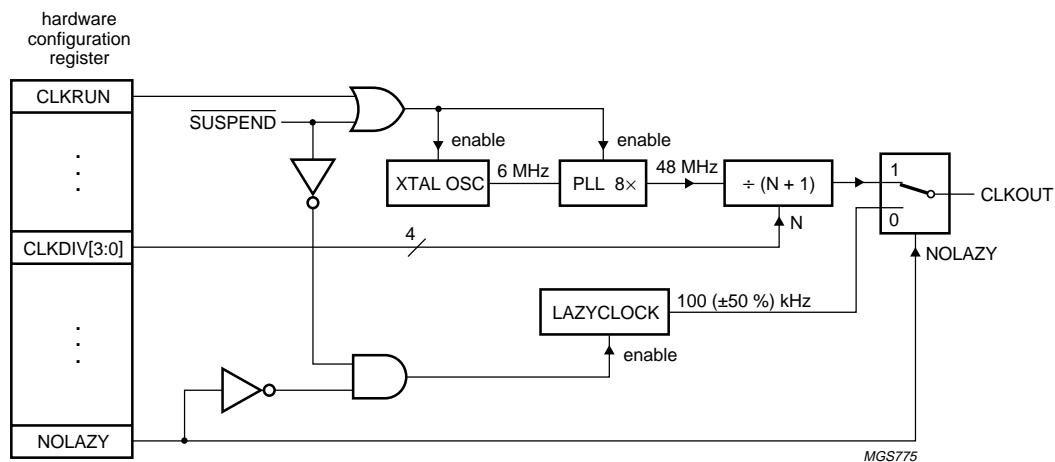 hardware
configuration
register
CLKRUN
SUSPEND
enable
enable
XTAL OSC
6 MHz
PLL 8×
48 MHz
÷ (N + 1)
1
0
CLKOUT
N
CLKDIV[3:0]
4
NOLAZY
LAZYCLOCK
100 (±50 %) kHz
enable
NOLAZY
MGS775